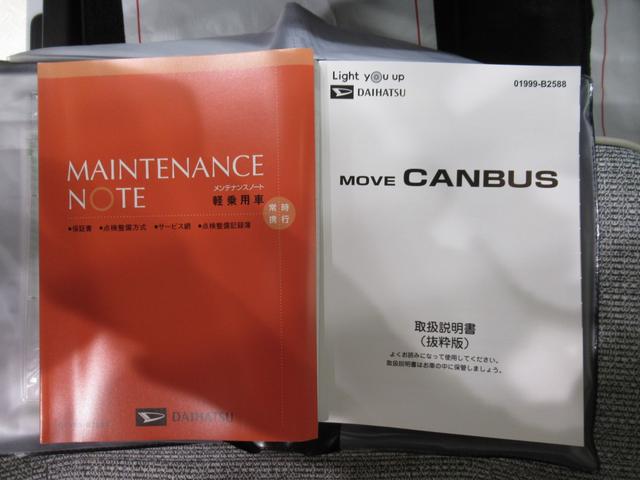 MAINTENANCE
NOTE
メンテナンスノート
軽乗用車
常時
携行
●保証書 ●点検整備方式 ●サービス網 ●点検整備記録簿
DAIHATSU
Light you up
DAIHATSU
01999-B2588
MOVE CANBUS
取扱説明書
（抜粋版）
よくお読みになって使用してください。
取扱説明書はお車の中に保管しましょう。